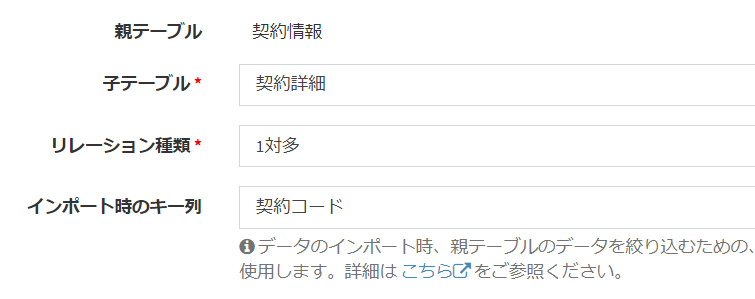 親テーブル 契約情報
子テーブル * 契約詳細
リレーション種類 * 1対多
インポート時のキー列 契約コード
データのインポート時、親テーブルのデータを絞り込むための、
使用します。詳細は こちら をご参照ください。